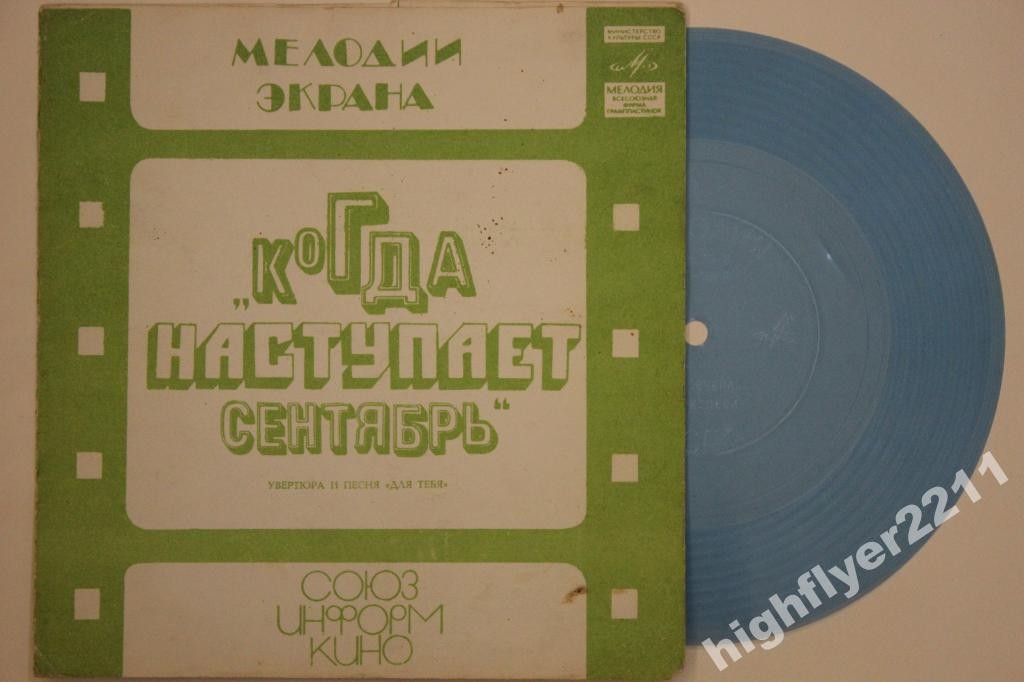 МЕЛОДИИ
ЭКРАНА
МИНИСТЕРСТВО
КУЛЬТУРЫ СССР
МЕЛОДИЯ
ВСЕСОЮЗНАЯ
ФИРМА
ГРАМПЛАСТИНОК
„КОГДА
НАСТУПАЕТ
СЕНТЯБРЬ“
УВЕРТЮРА И ПЕСНЯ «ДЛЯ ТЕБЯ»
СОЮЗ
ИНФОРМ
КИНО
highflyer2211